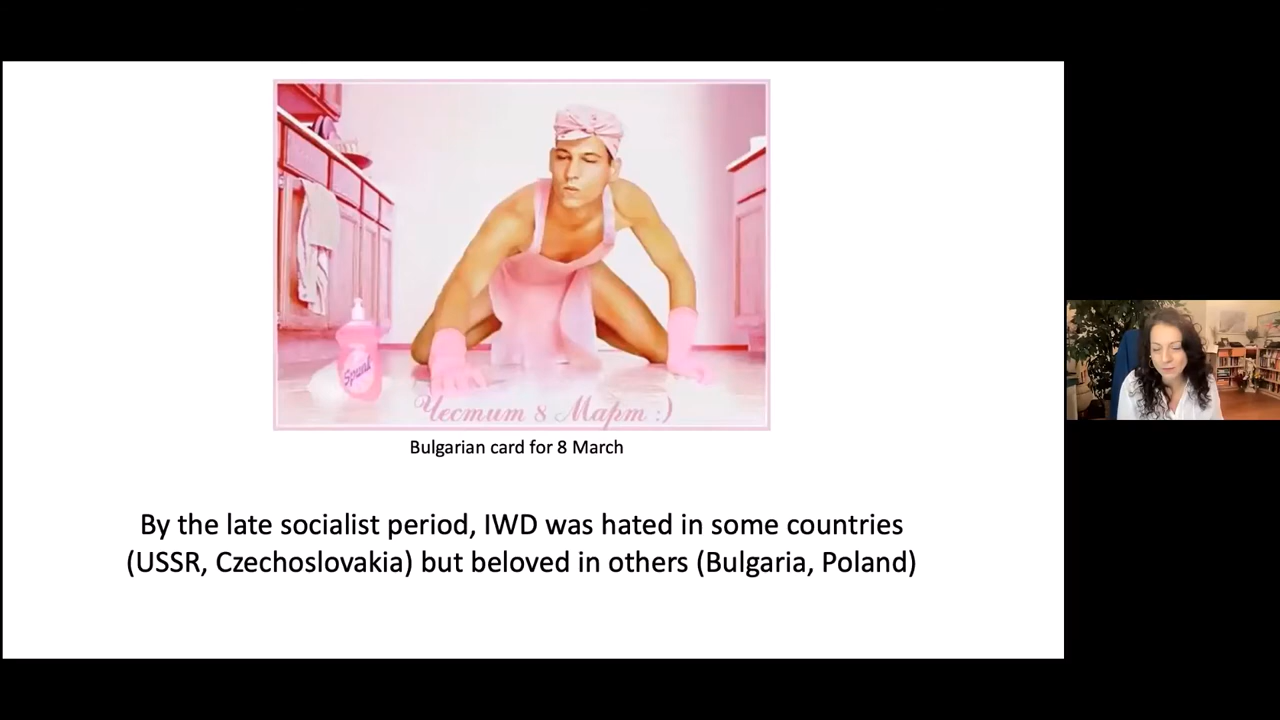 Spunk
Честит 8 Март :)
Bulgarian card for 8 March
By the late socialist period, IWD was hated in some countries
(USSR, Czechoslovakia) but beloved in others (Bulgaria, Poland)